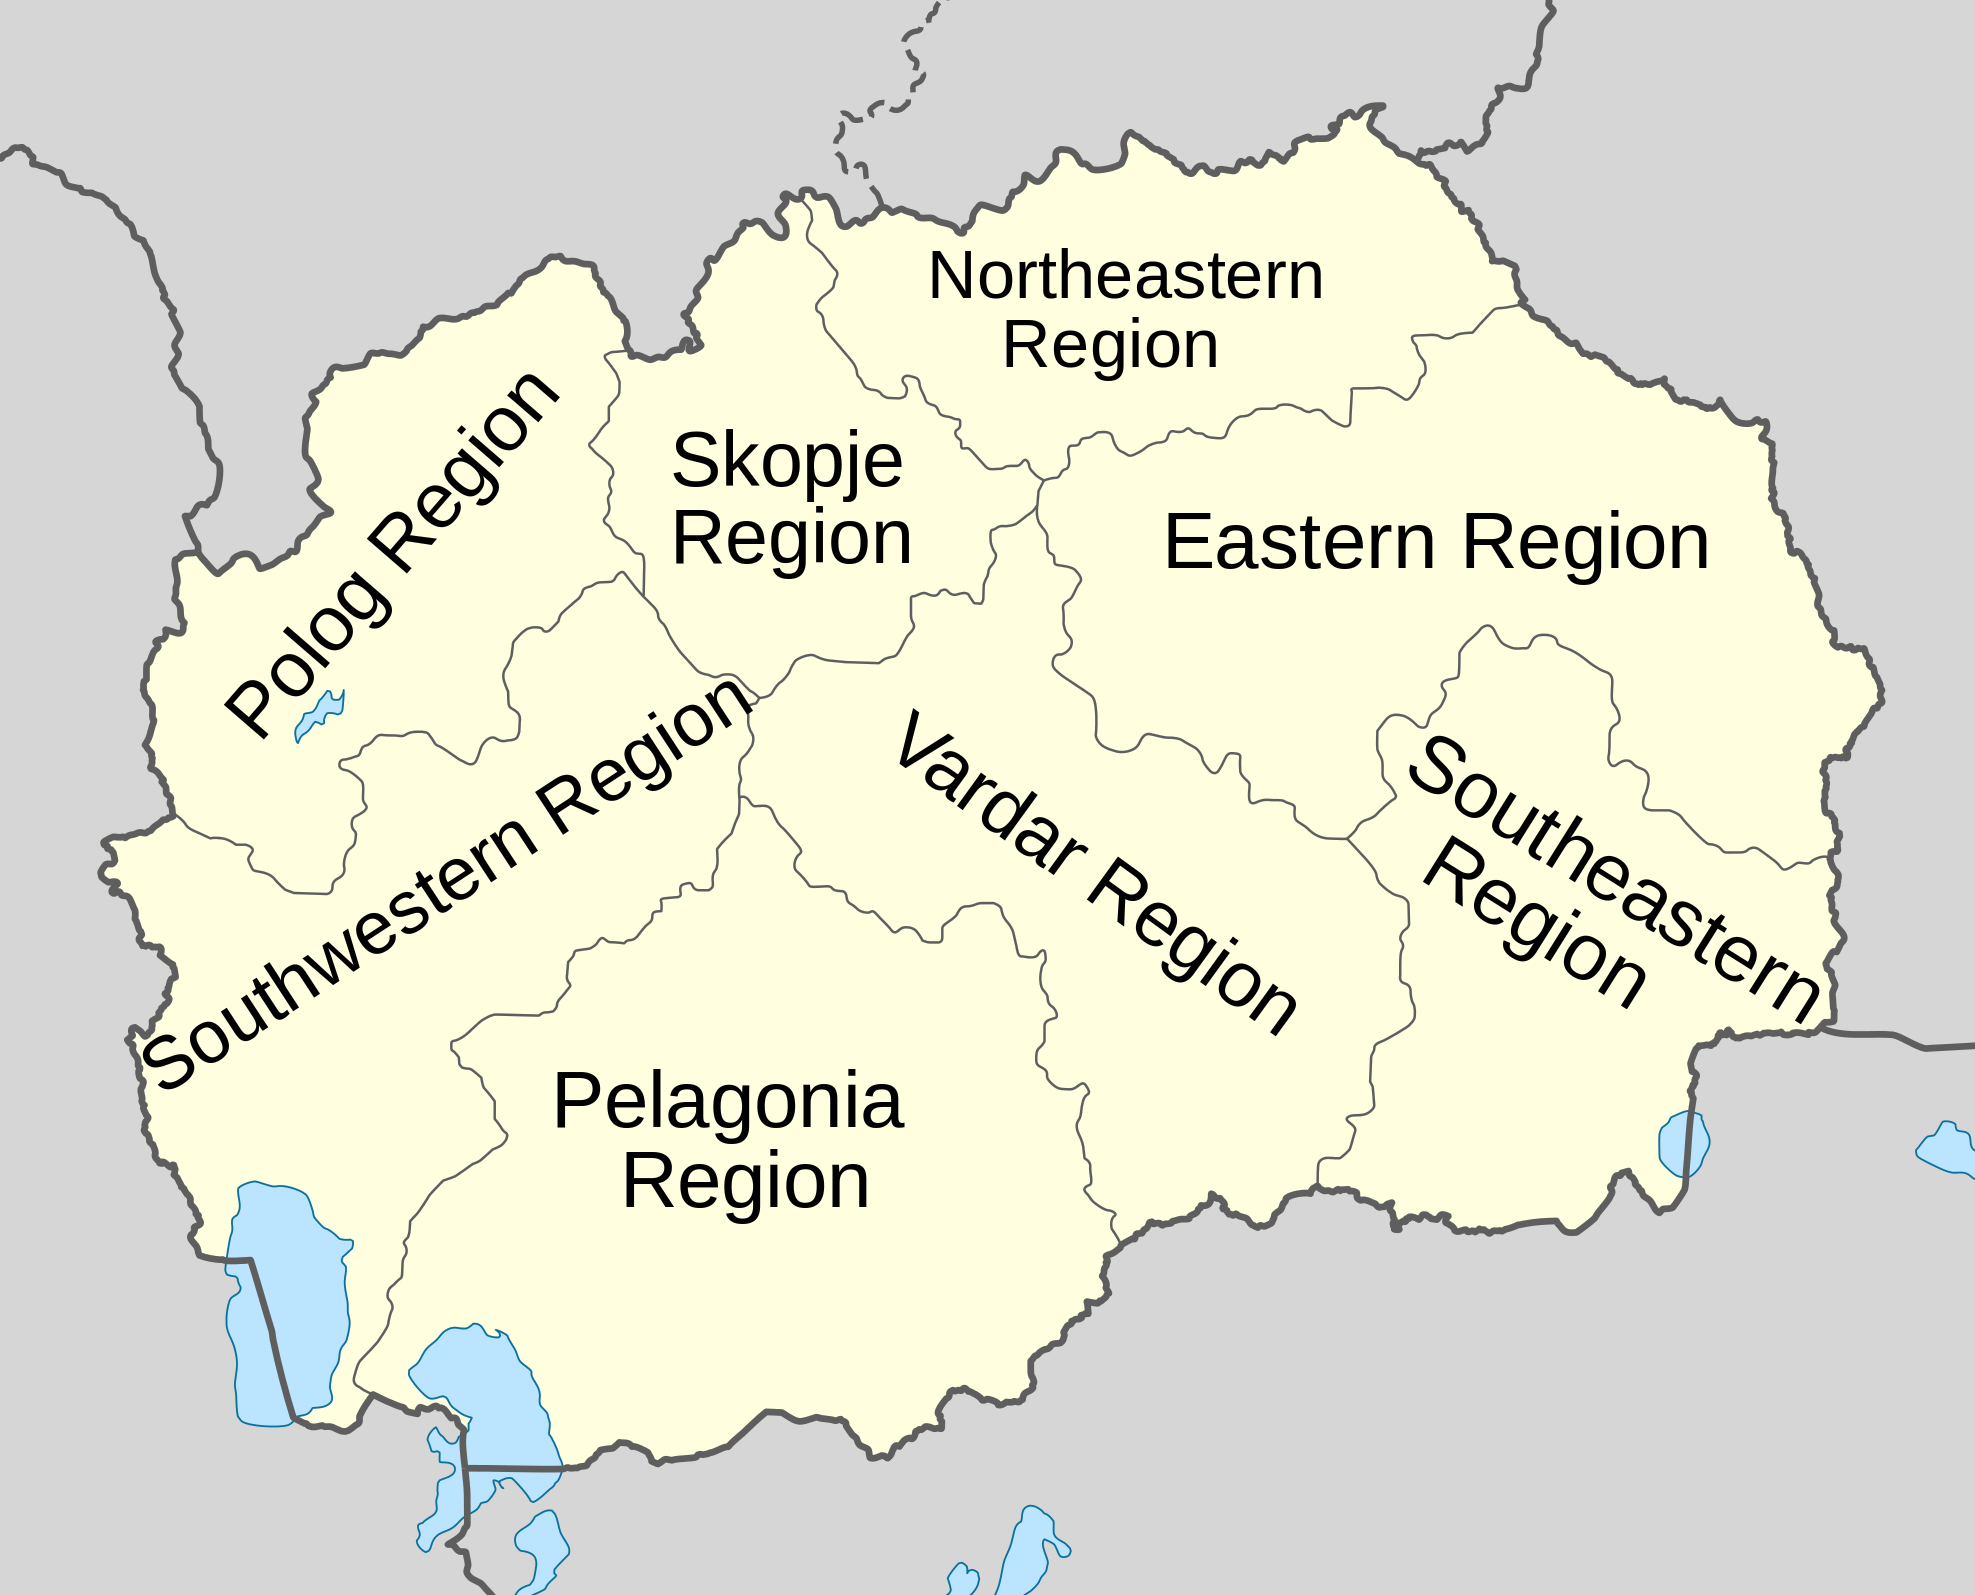 Northeastern
Region
Polog Region
Skopje
Region
Eastern Region
Southwestern Region
Vardar Region
Southeastern
Region
Pelagonia
Region